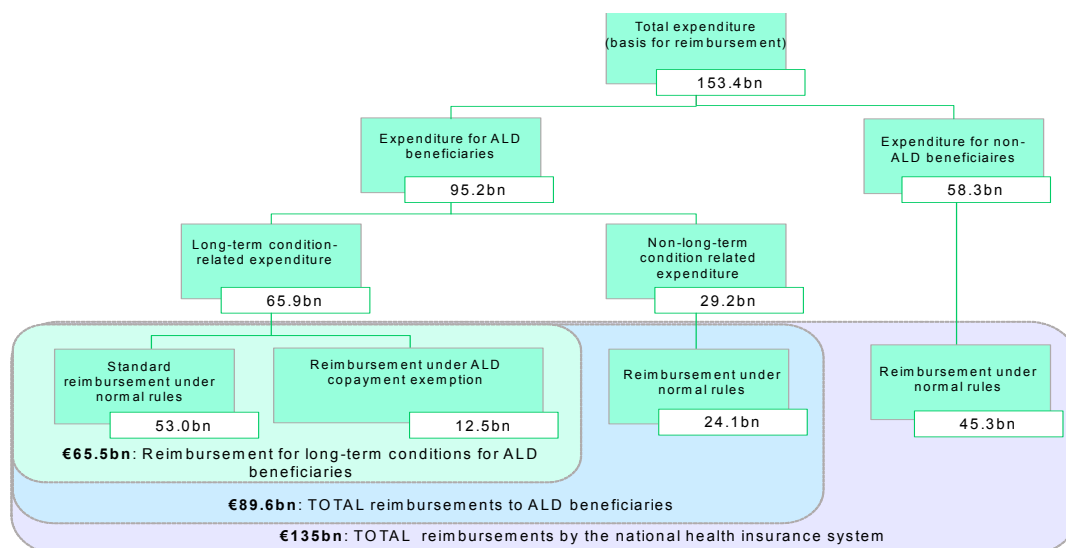 Total expenditure
(basis for reimbursement)
153.4bn
Expenditure for ALD
beneficiaries
95.2bn
Expenditure for non-
ALD beneficiaires
58.3bn
Long-term condition-
related expenditure
65.9bn
Non-long-term
condition related
expenditure
29.2bn
Standard
reimbursement under
normal rules
53.0bn
Reimbursement under ALD
copayment exemption
12.5bn
Reimbursement under
normal rules
24.1bn
Reimbursement under
normal rules
45.3bn
€65.5bn: Reimbursement for long-term conditions for ALD
beneficiaries
€89.6bn: TOTAL reimbursements to ALD beneficiaries
€135bn: TOTAL reimbursements by the national health insurance system